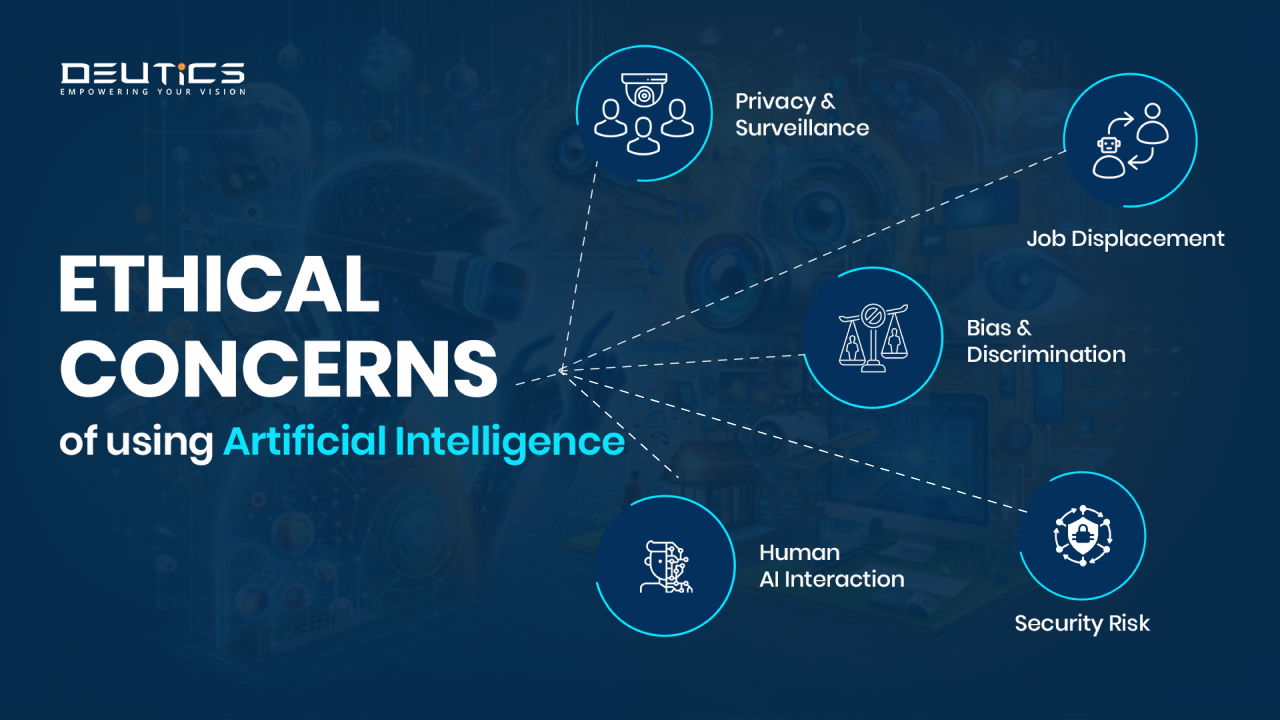 DEUTICS
EMPOWERING YOUR VISION
ETHICAL
CONCERNS
of using Artificial Intelligence
Privacy &
Surveillance
Job Displacement
Bias &
Discrimination
Human
AI Interaction
Security Risk